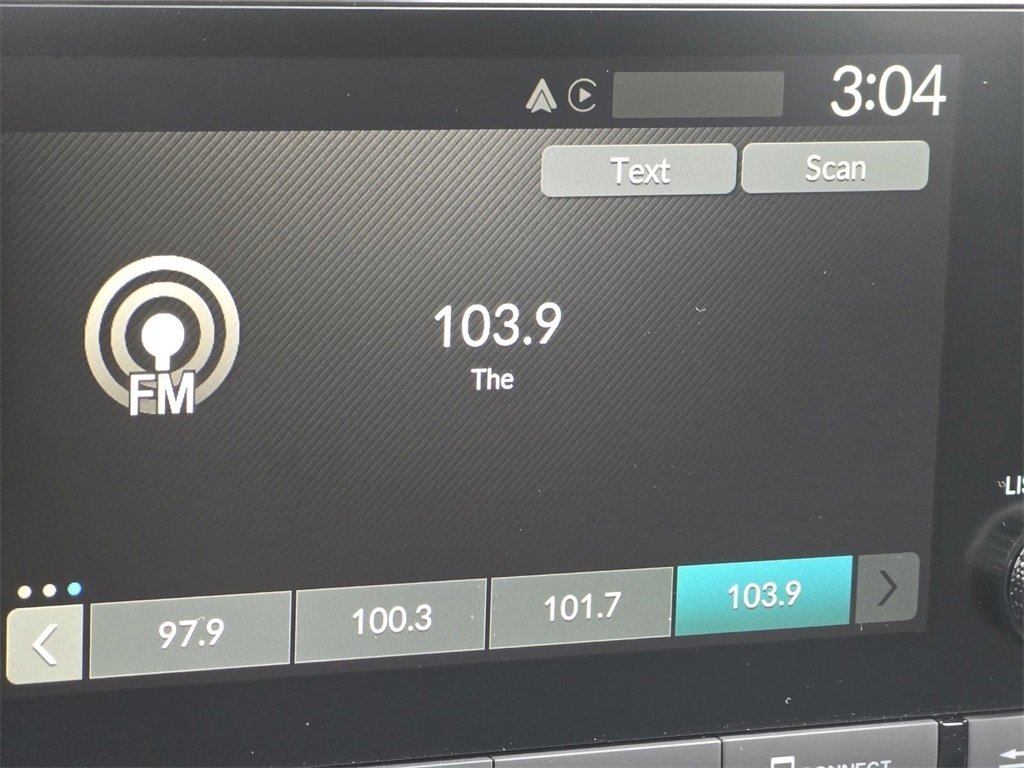 3:04
Text Scan
103.9
The
FM
97.9 100.3 101.7 103.9